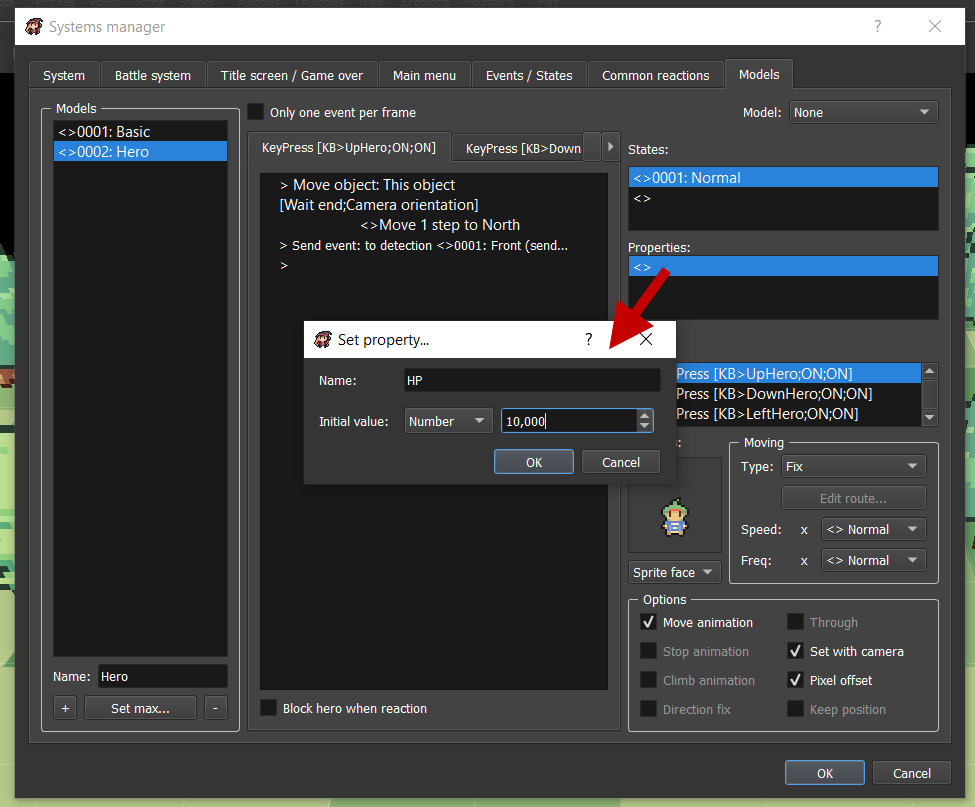 Systems manager
?
System
Battle system
Title screen / Game over
Main menu
Events / States
Common reactions
Models
Models
<>0001: Basic
<>0002: Hero
Only one event per frame
Model: None
KeyPress [KB>UpHero;ON;ON]
KeyPress [KB>Down
> Move object: This object
[Wait end;Camera orientation]
<>Move 1 step to North
> Send event: to detection <>0001: Front (send...
>
States:
<>0001: Normal
<>
Properties:
<>
Set property...
?
Name: HP
Initial value: Number 10,000
OK
Cancel
Press [KB>UpHero;ON;ON]
Press [KB>DownHero;ON;ON]
Press [KB>LeftHero;ON;ON]
Moving
Type: Fix
Edit route...
Speed: x <> Normal
Freq: x <> Normal
Sprite face
Options
Move animation
Through
Stop animation
Set with camera
Climb animation
Pixel offset
Direction fix
Keep position
Name: Hero
+
Set max...
-
Block hero when reaction
OK
Cancel